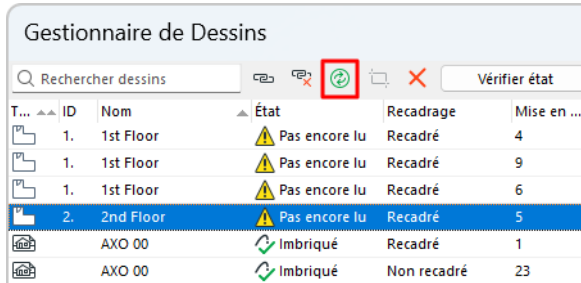 Gestionnaire de Dessins
Rechercher dessins Vérifier état
T... ID Nom État Recadrage Mise en ...
1. 1st Floor Pas encore lu Recadré 4
1. 1st Floor Pas encore lu Recadré 9
1. 1st Floor Pas encore lu Recadré 6
2. 2nd Floor Pas encore lu Recadré 5
AXO 00 Imbriqué Recadré 1
AXO 00 Imbriqué Non recadré 23